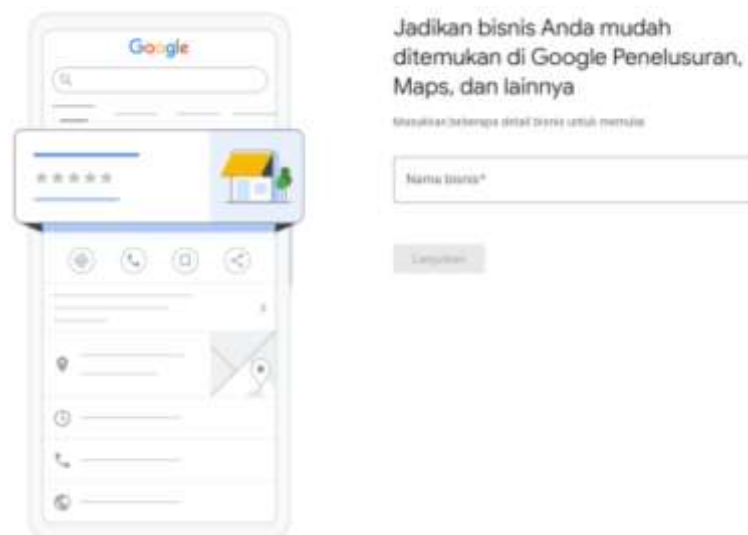 Google
Jadikan bisnis Anda mudah
ditemukan di Google Penelusuran,
Maps, dan lainnya
Masukkan beberapa detail bisnis untuk memulai
Nama bisnis*
Lanjutkan